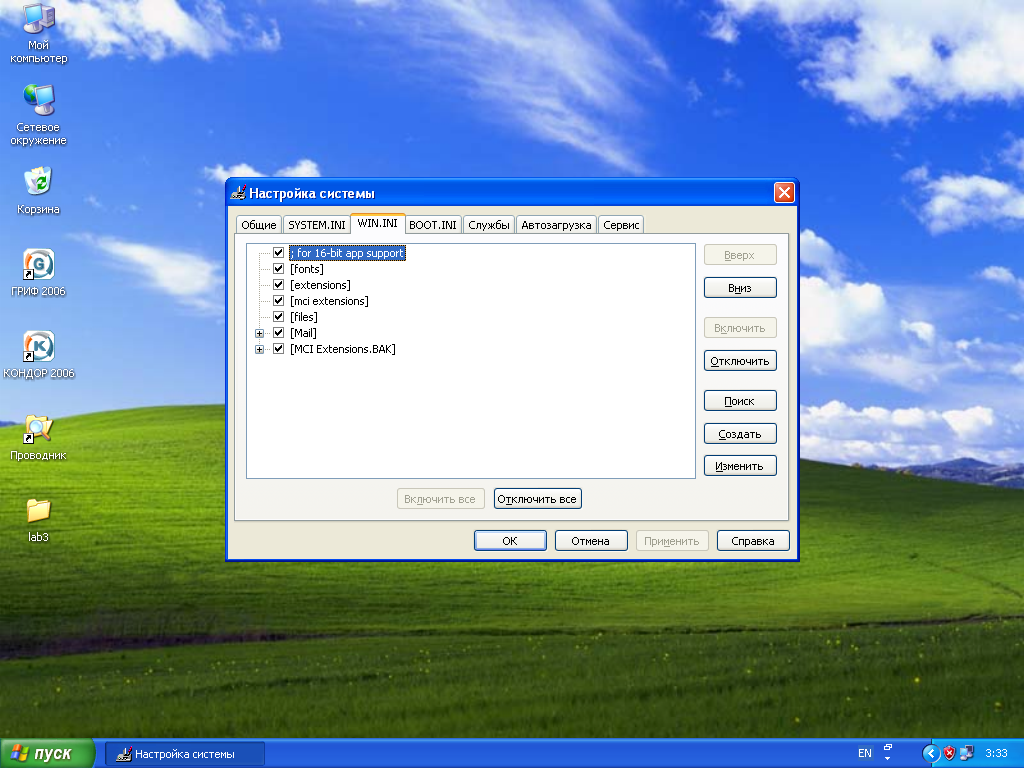 Мой
компьютер
Сетевое
окружение
Корзина
ГРИФ 2006
КОНДОР 2006
Проводник
lab3
Настройка системы
Общие SYSTEM.INI WIN.INI BOOT.INI Службы Автозагрузка Сервис
; for 16-bit app support
[fonts]
[extensions]
[mci extensions]
[files]
[Mail]
[MCI Extensions.BAK]
Вверх
Вниз
Включить
Отключить
Поиск
Создать
Изменить
Включить все Отключить все
ОК Отмена Применить Справка
пуск Настройка системы EN 3:33